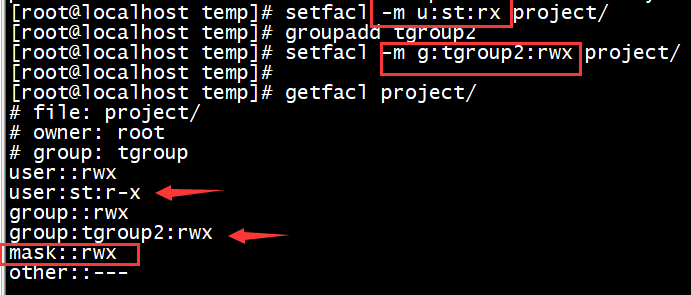 [root@localhost temp]# setfacl -m u:st:rx project/
[root@localhost temp]# groupadd tgroup2
[root@localhost temp]# setfacl -m g:tgroup2:rwx project/
[root@localhost temp]#
[root@localhost temp]# getfacl project/
# file: project/
# owner: root
# group: tgroup
user::rwx
user:st:r-x
group::rwx
group:tgroup2:rwx
mask::rwx
other::---